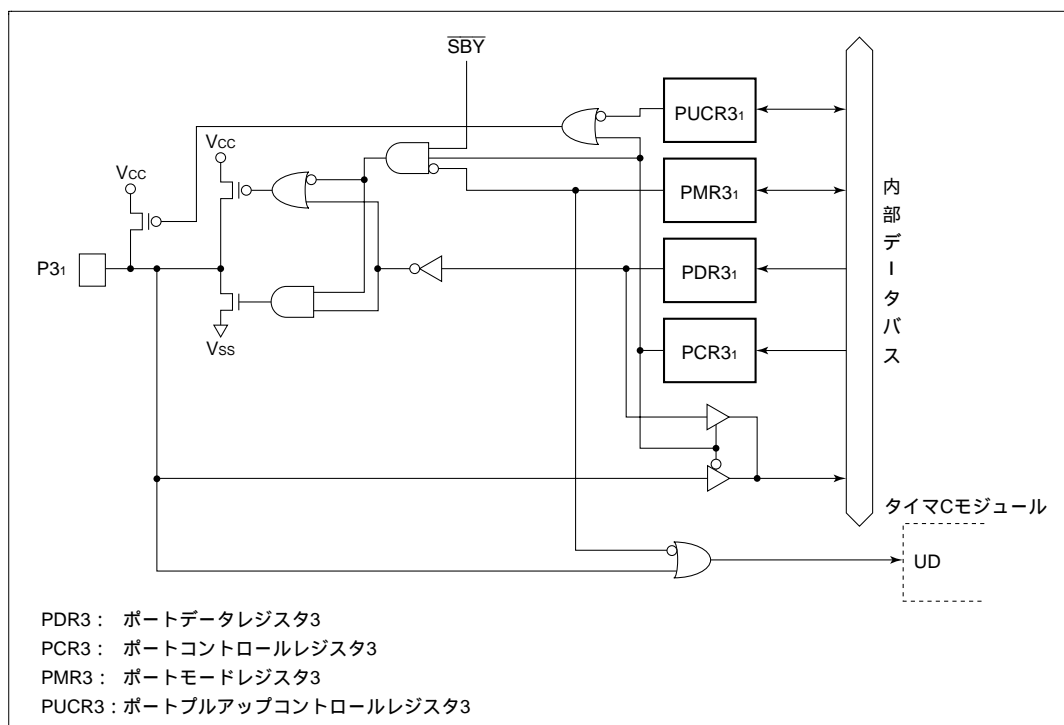 SBY
PUCR3₁
VCC
VCC
PMR3₁
内部データバス
P3₁
PDR3₁
VSS
PCR3₁
タイマCモジュール
UD
PDR3： ポートデータレジスタ3
PCR3： ポートコントロールレジスタ3
PMR3： ポートモードレジスタ3
PUCR3：ポートプルアップコントロールレジスタ3